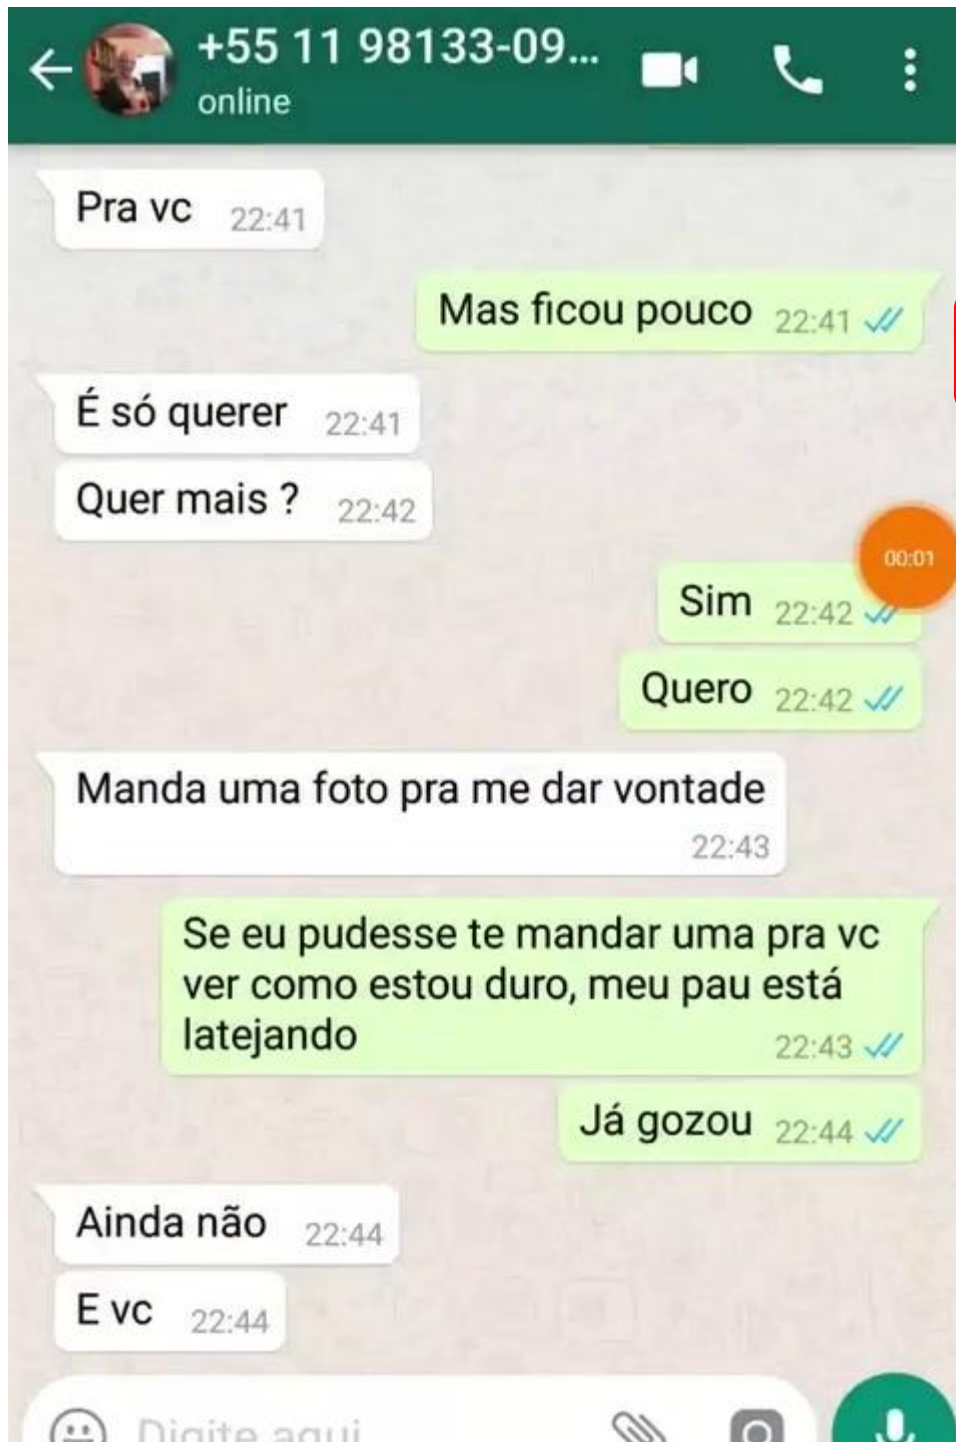 +55 11 98133-09...
online
Pra vc 22:41
Mas ficou pouco 22:41
É só querer 22:41
Quer mais ? 22:42
00:01
Sim 22:42
Quero 22:42
Manda uma foto pra me dar vontade
22:43
Se eu pudesse te mandar uma pra vc
ver como estou duro, meu pau está
latejando 22:43
Já gozou 22:44
Ainda não 22:44
E vc 22:44
Digite aqui